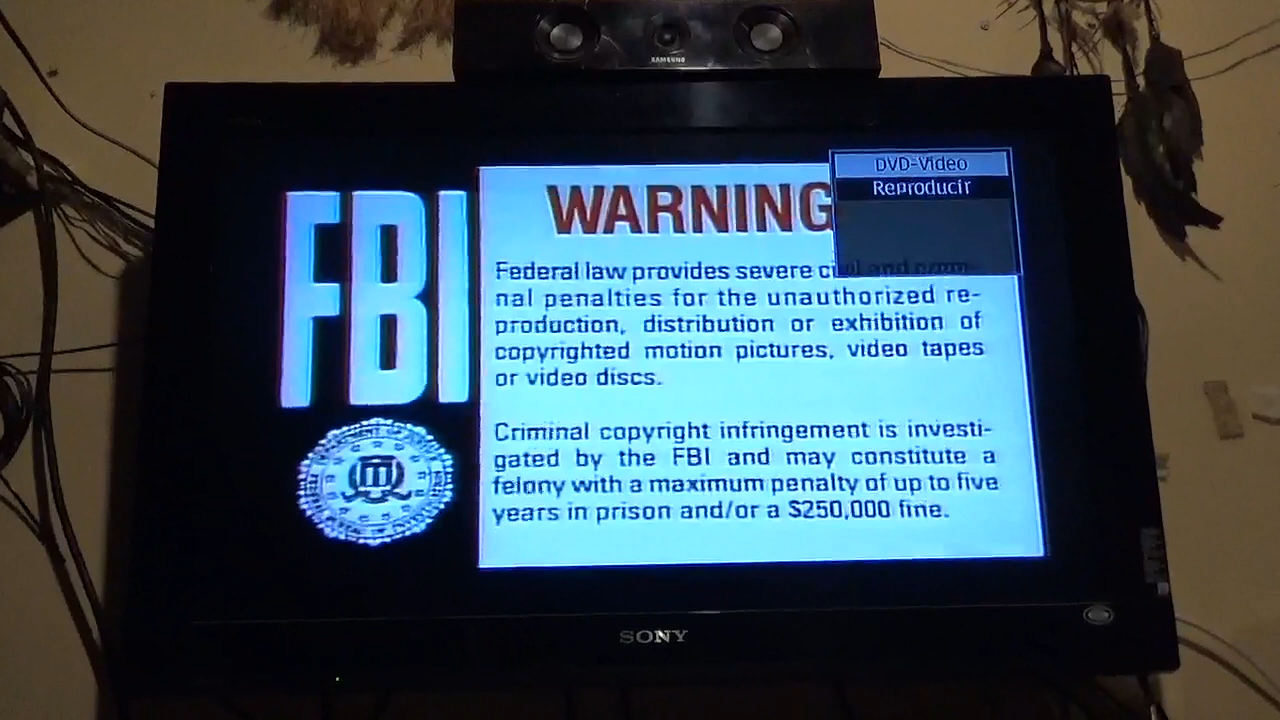 SAMSUNG
DVD-Video
Reproducir
FBI
WARNING
Federal law provides severe civil and crimi-
nal penalties for the unauthorized re-
production, distribution or exhibition of
copyrighted motion pictures, video tapes
or video discs.
Criminal copyright infringement is investi-
gated by the FBI and may constitute a
felony with a maximum penalty of up to five
years in prison and/or a $250,000 fine.
SONY